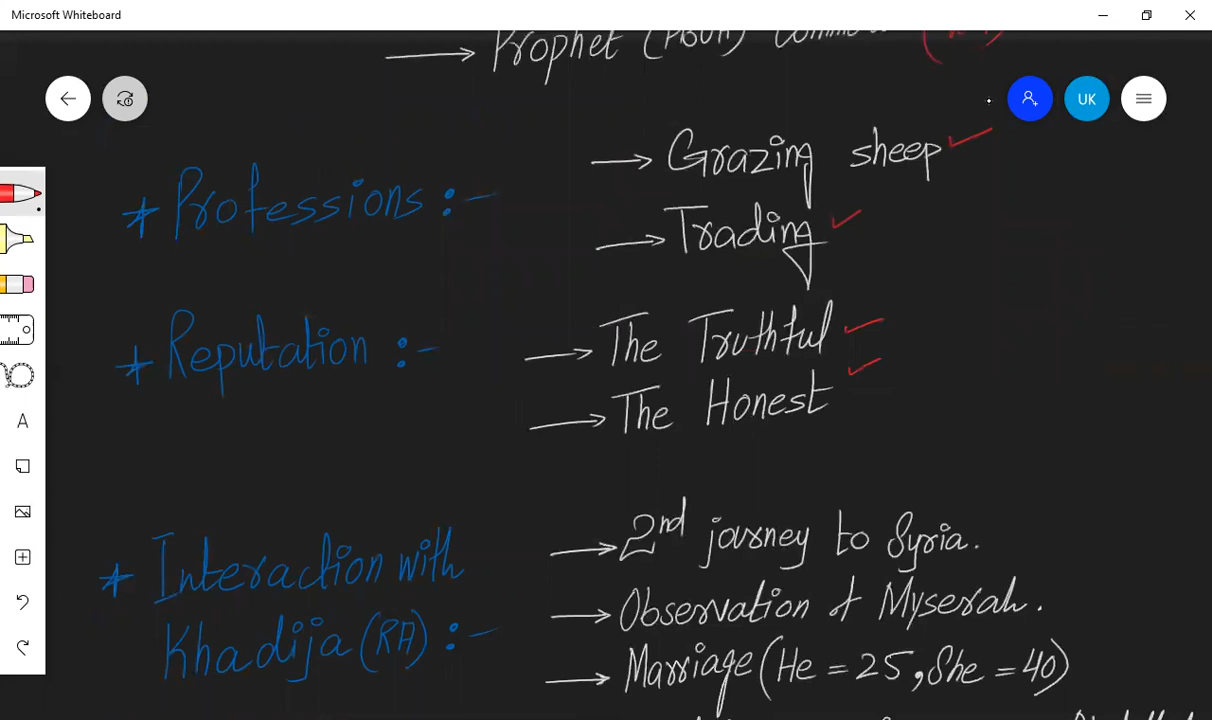 Microsoft Whiteboard
→ Prophet (PBUH)
UK
* Professions :-
→ Grazing sheep
→ Trading
* Reputation :-
→ The Truthful
→ The Honest
* Interaction with
Khadija (RA) :-
→ 2nd journey to Syria.
→ Observation of Myserah.
→ Marriage (He = 25, She = 40)
A